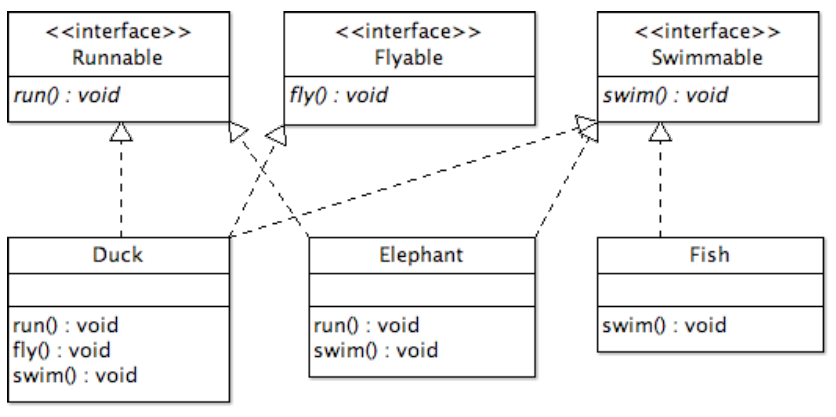 <<interface>>
Runnable
run() : void
<<interface>>
Flyable
fly() : void
<<interface>>
Swimmable
swim() : void
Duck
run() : void
fly() : void
swim() : void
Elephant
run() : void
swim() : void
Fish
swim() : void